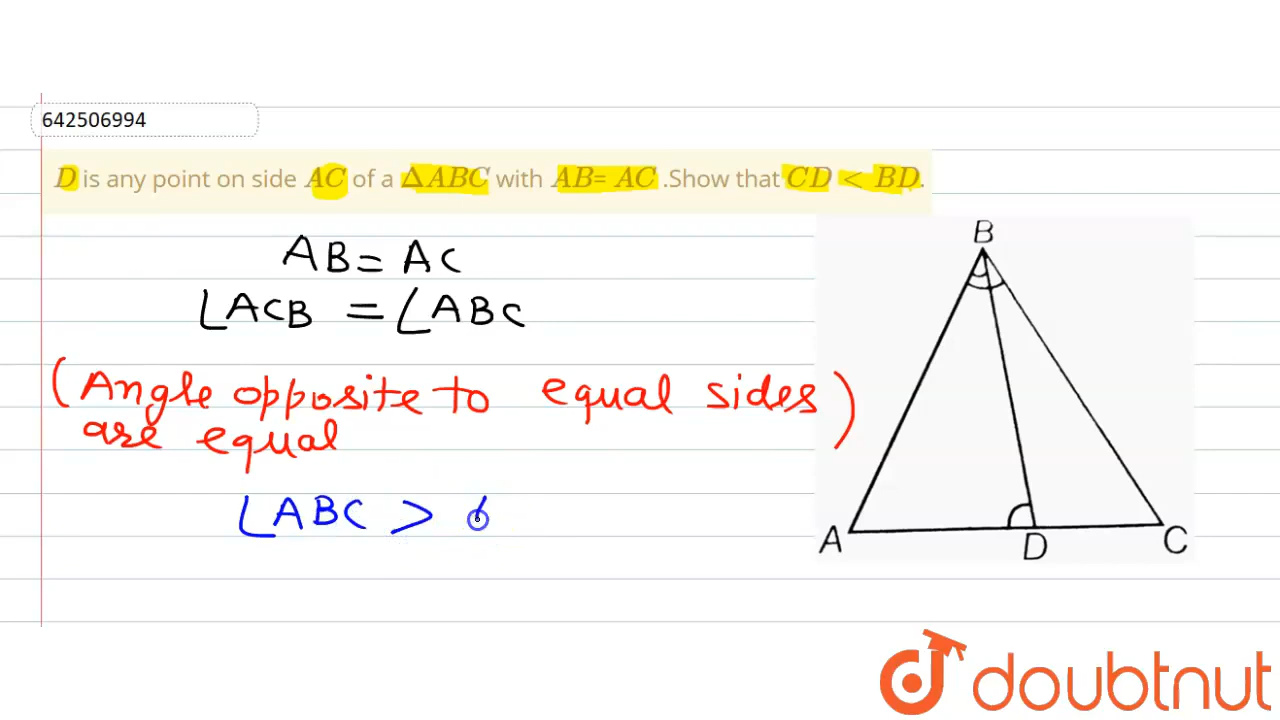 642506994
D is any point on side AC of a ΔABC with AB= AC .Show that CD < BD.
AB = AC
∠ACB = ∠ABC
(Angle opposite to equal sides
are equal)
∠ABC >
B
A
D
C
doubtnut